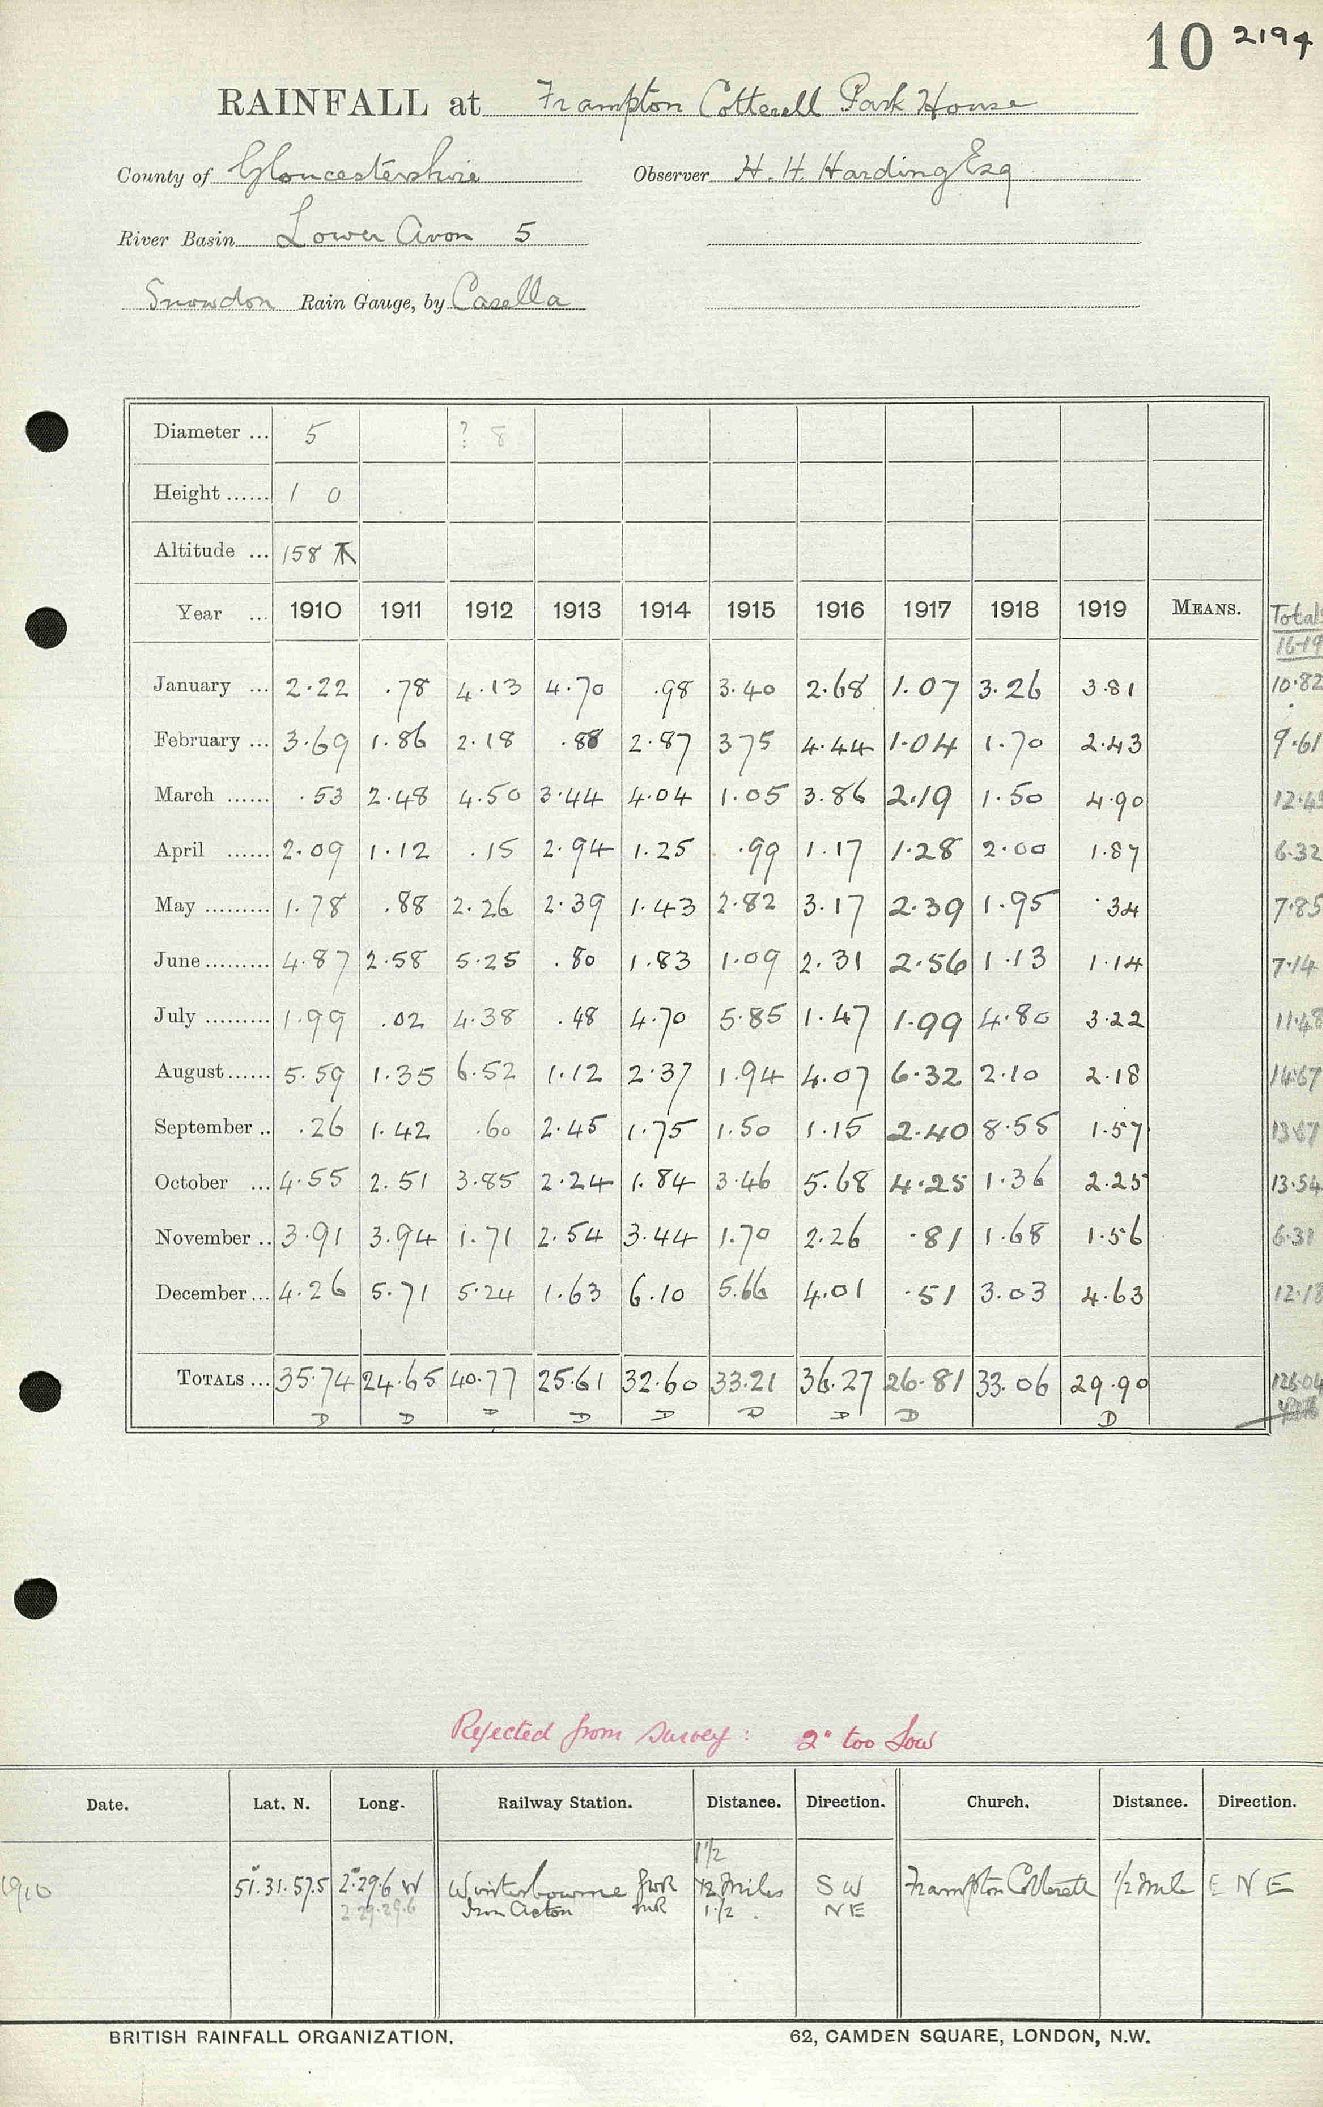 10 2194
RAINFALL at Frampton Cotterell Park House
County of Gloucestershire Observer H. H. Harding Esq
River Basin Lower Avon 5
Snowdon Rain Gauge, by Casella
Diameter ... 5 ? 8
Height ...... 1 0
Altitude ... 158
Year ... 1910 1911 1912 1913 1914 1915 1916 1917 1918 1919 MEANS. Total
16-19
January ... 2.22 .78 4.13 4.70 .98 3.40 2.68 1.07 3.26 3.81 10.82
February ... 3.69 1.86 2.18 .88 2.87 375 4.44 1.04 1.70 2.43 9.61
March ...... .53 2.48 4.50 3.44 4.04 1.05 3.86 2.19 1.50 4.90 12.45
April ...... 2.09 1.12 .15 2.94 1.25 .99 1.17 1.28 2.00 1.87 6.32
May ......... 1.78 .88 2.26 2.39 1.43 2.82 3.17 2.39 1.95 .34 7.85
June ......... 4.87 2.58 5.25 .80 1.83 1.09 2.31 2.56 1.13 1.14 7.14
July ......... 1.99 .02 4.38 .48 4.70 5.85 1.47 1.99 4.80 3.22 11.48
August ...... 5.59 1.35 6.52 1.12 2.37 1.94 4.07 6.32 2.10 2.18 14.67
September .. .26 1.42 .60 2.45 1.75 1.50 1.15 2.40 8.55 1.57 13.67
October ... 4.55 2.51 3.85 2.24 1.84 3.46 5.68 4.25 1.36 2.25 13.54
November .. 3.91 3.94 1.71 2.54 3.44 1.70 2.26 .81 1.68 1.56 6.31
December ... 4.26 5.71 5.24 1.63 6.10 5.66 4.01 .51 3.03 4.63 12.18
TOTALS ... 35.74 24.65 40.77 25.61 32.60 33.21 36.27 26.81 33.06 29.90 126.04
D D D D D D D D D
Rejected from Survey: 2" too low
Date. Lat. N. Long. Railway Station. Distance. Direction. Church. Distance. Direction.
1 1/2
1910 51.31.57.5 2.29.6 W Winterbourne GWR 1/2 Miles SW Frampton Cotterell 1/2 mile ENE
2.29.29.6 Iron Acton MR 1 1/2 NE
BRITISH RAINFALL ORGANIZATION. 62, CAMDEN SQUARE, LONDON, N.W.